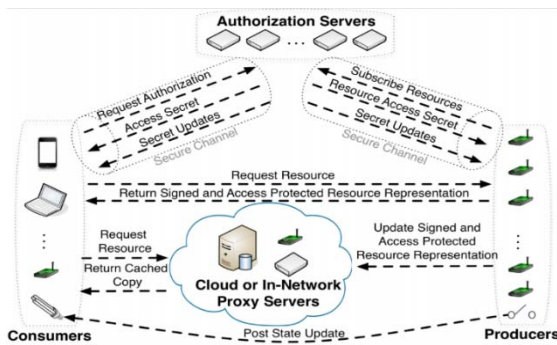 Authorization Servers
...
Request Authorization
Access Secret
Secret Updates
Secure Channel
Subscribe Resources
Resource Access Secret
Secret Updates
Secure Channel
Request Resource
Return Signed and Access Protected Resource Representation
Request
Resource
Return Cached
Copy
Cloud or In-Network
Proxy Servers
Update Signed and
Access Protected
Resource Representation
Consumers
Post State Update
Producers